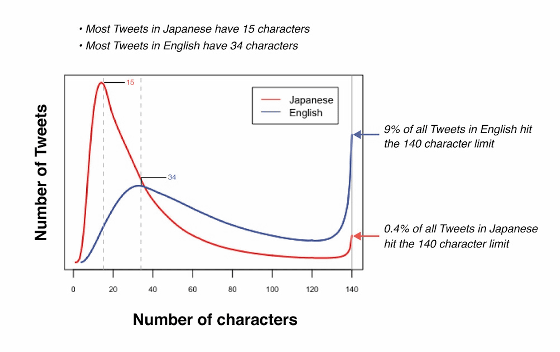 • Most Tweets in Japanese have 15 characters
• Most Tweets in English have 34 characters
Number of Tweets
15
34
Japanese
English
9% of all Tweets in English hit
the 140 character limit
0.4% of all Tweets in Japanese
hit the 140 character limit
0 20 40 60 80 100 120 140
Number of characters